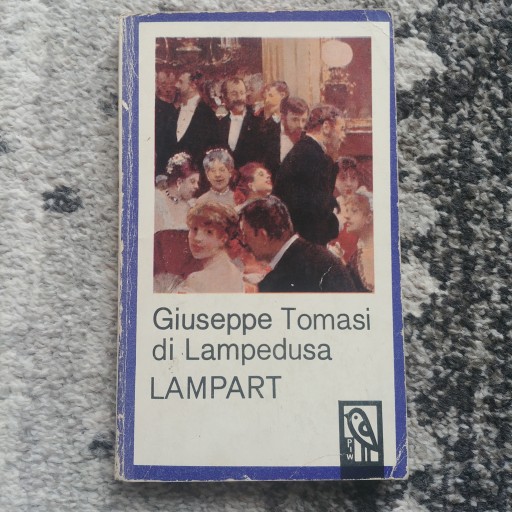 Giuseppe Tomasi
di Lampedusa
LAMPART
PIW